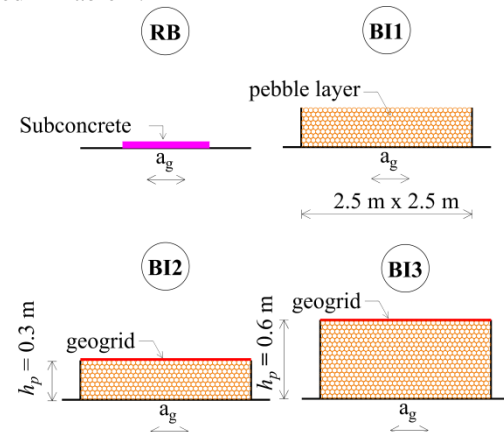 RB
BI1
pebble layer
Subconcrete
a_g
a_g
2.5 m x 2.5 m
BI2
BI3
geogrid
geogrid
h_p = 0.3 m
h_p = 0.6 m
a_g
a_g